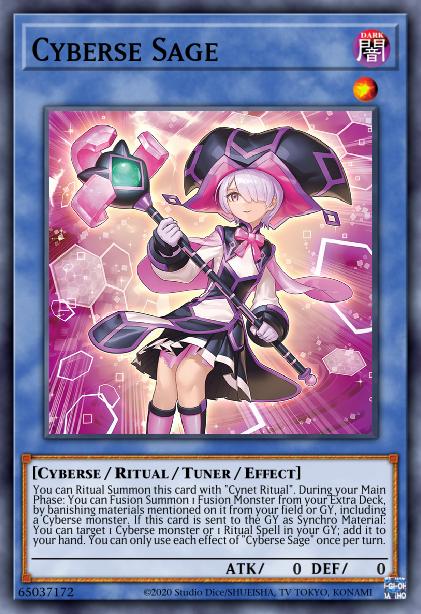 Cyberse Sage
DARK
闇
[Cyberse / Ritual / Tuner / Effect]
You can Ritual Summon this card with "Cynet Ritual". During your Main
Phase: You can Fusion Summon 1 Fusion Monster from your Extra Deck,
by banishing materials mentioned on it from your field or GY, including
a Cyberse monster. If this card is sent to the GY as Synchro Material:
You can target 1 Cyberse monster or 1 Ritual Spell in your GY; add it to
your hand. You can only use each effect of "Cyberse Sage" once per turn.
ATK/ 0 DEF/ 0
65037172 ©2020 Studio Dice/SHUEISHA, TV TOKYO, KONAMI